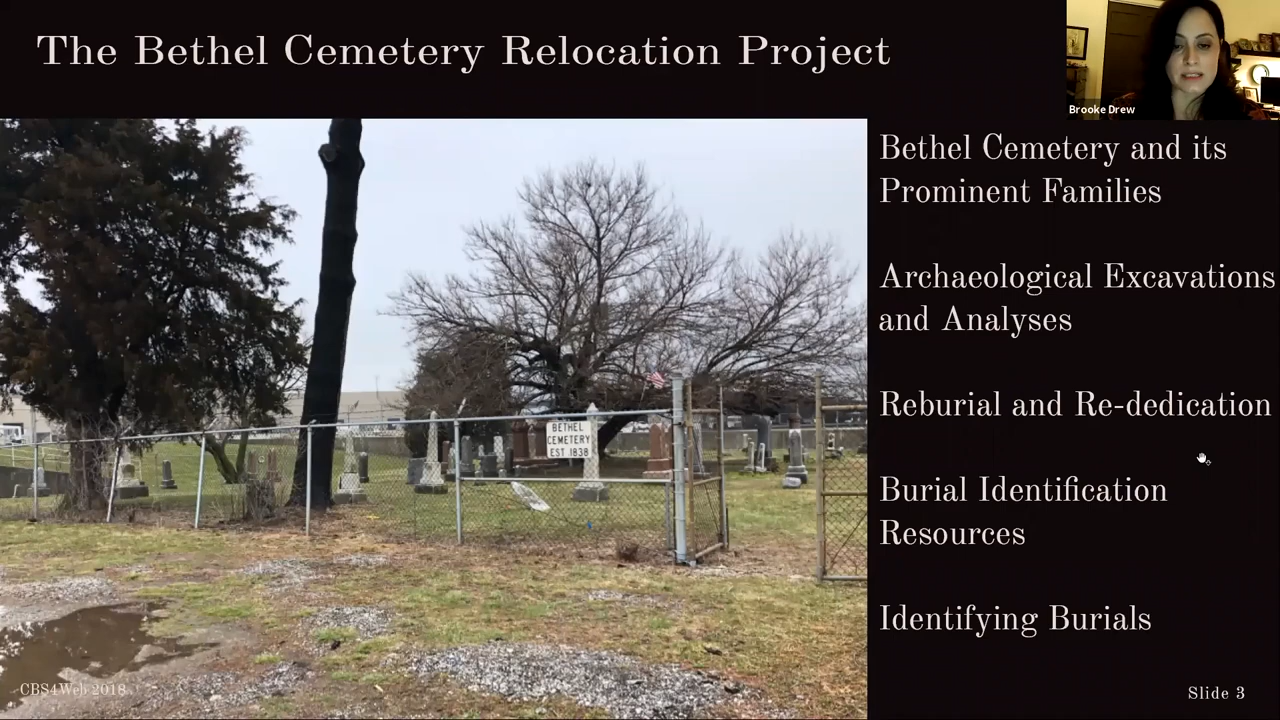 The Bethel Cemetery Relocation Project
Brooke Drew
Bethel Cemetery and its
Prominent Families
Archaeological Excavations
and Analyses
Reburial and Re-dedication
Burial Identification
Resources
Identifying Burials
BETHEL
CEMETERY
EST 1838
CBS4Web 2018
Slide 3